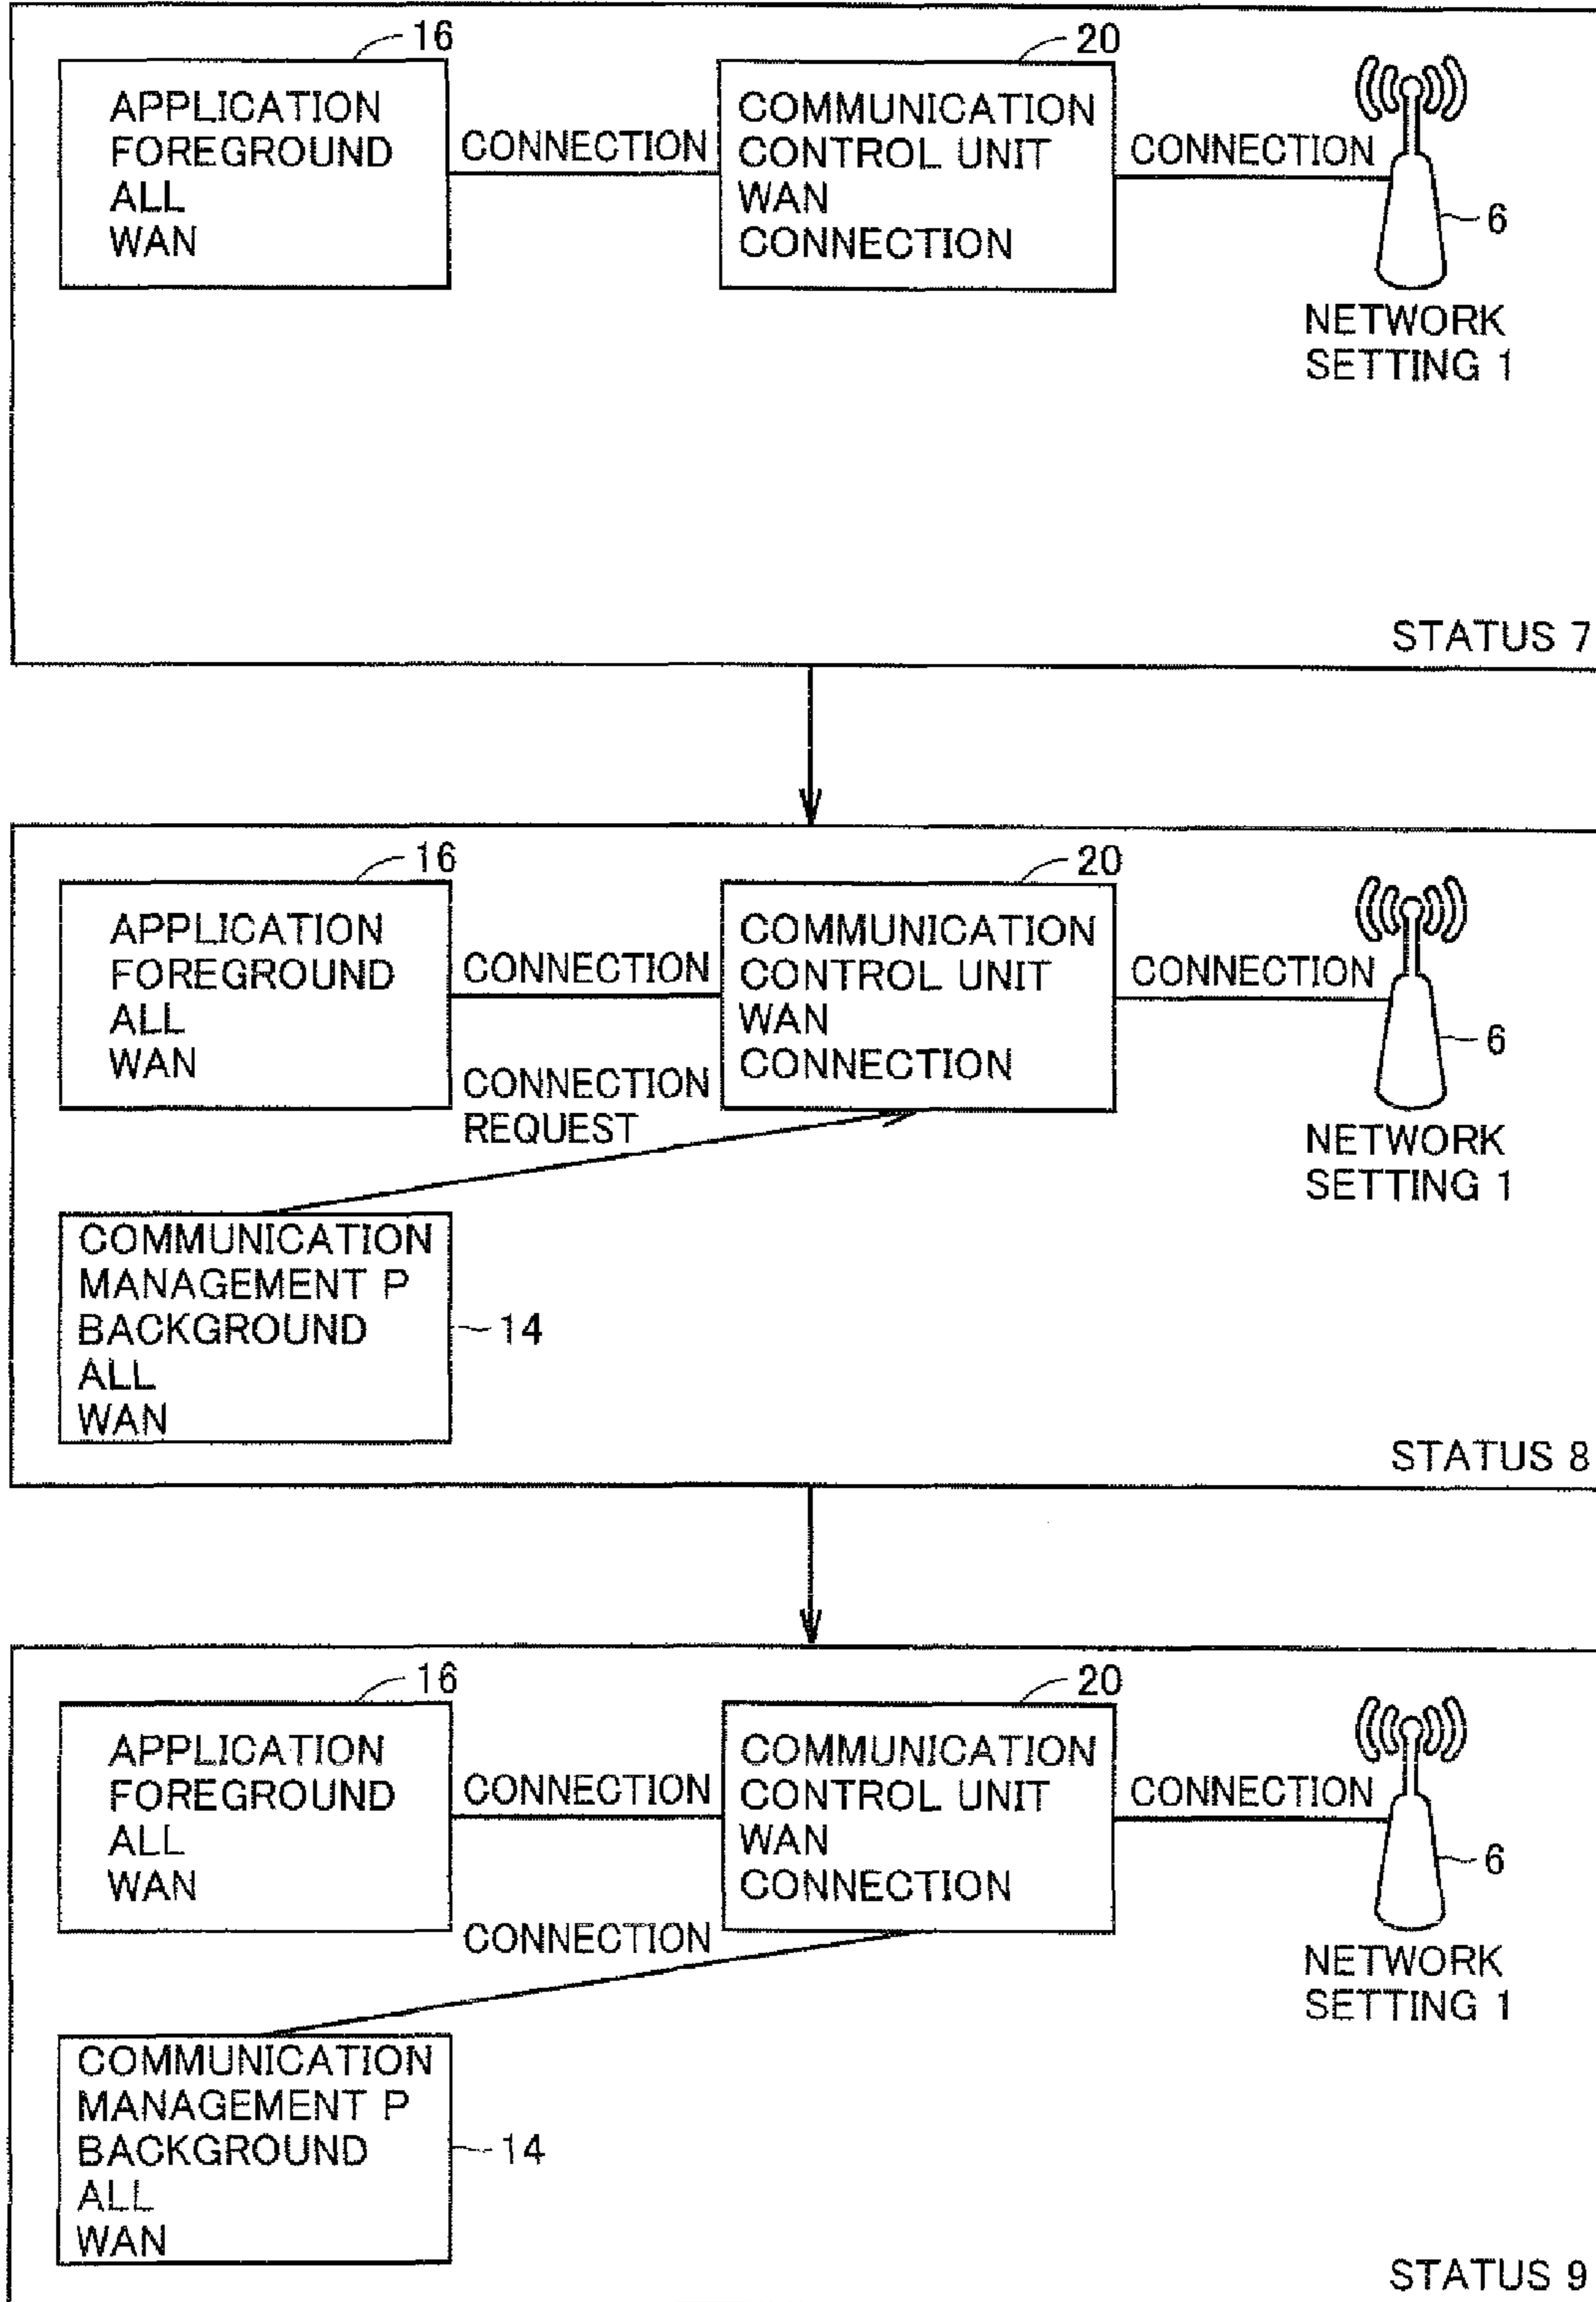 16
20
APPLICATION
FOREGROUND
ALL
WAN
CONNECTION
COMMUNICATION
CONTROL UNIT
WAN
CONNECTION
CONNECTION
6
NETWORK
SETTING 1
STATUS 7
16
20
APPLICATION
FOREGROUND
ALL
WAN
CONNECTION
COMMUNICATION
CONTROL UNIT
WAN
CONNECTION
CONNECTION
6
NETWORK
SETTING 1
CONNECTION
REQUEST
COMMUNICATION
MANAGEMENT P
BACKGROUND
ALL
WAN
14
STATUS 8
16
20
APPLICATION
FOREGROUND
ALL
WAN
CONNECTION
COMMUNICATION
CONTROL UNIT
WAN
CONNECTION
CONNECTION
6
NETWORK
SETTING 1
CONNECTION
COMMUNICATION
MANAGEMENT P
BACKGROUND
ALL
WAN
14
STATUS 9